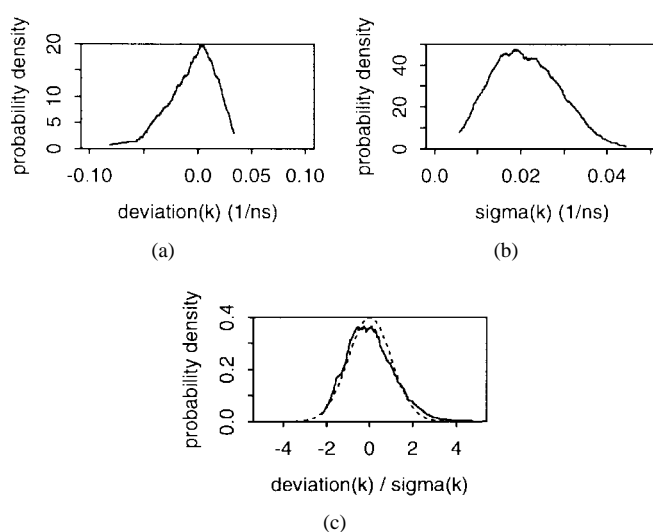 probability density
20
15
10
5
0
-0.10
0.0
0.05
0.10
deviation(k) (1/ns)
(a)
probability density
40
20
0
0.0
0.02
0.04
sigma(k) (1/ns)
(b)
probability density
0.4
0.2
0.0
-4
-2
0
2
4
deviation(k) / sigma(k)
(c)